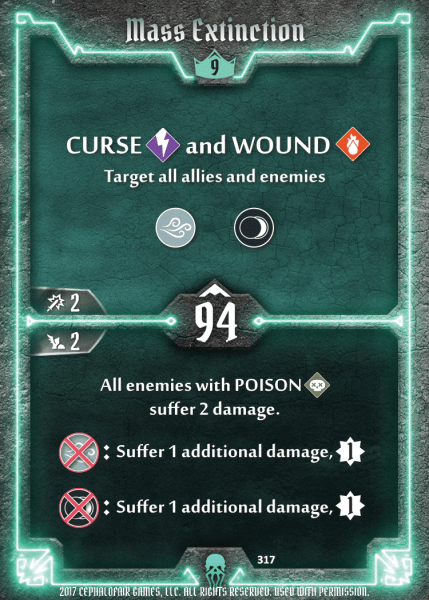 Mass Extinction
9
CURSE and WOUND
Target all allies and enemies
2
94
2
All enemies with POISON
suffer 2 damage.
: Suffer 1 additional damage, 1
: Suffer 1 additional damage, 1
317
2017 CEPHALOFAIR GAMES, LLC. ALL RIGHTS RESERVED. USED WITH PERMISSION.